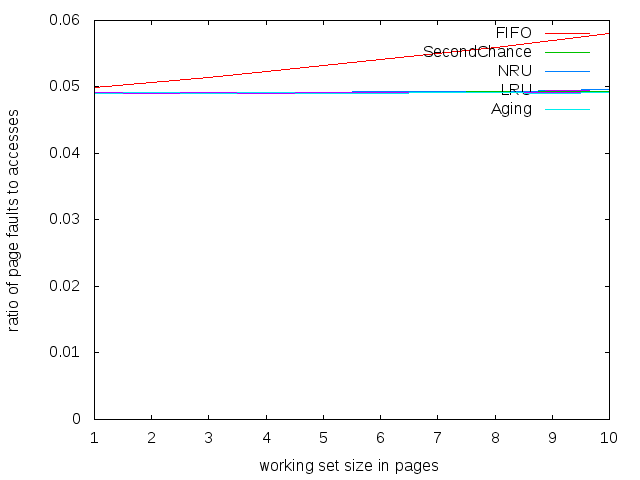 0.06
0.05
0.04
0.03
0.02
0.01
0
1 2 3 4 5 6 7 8 9 10
ratio of page faults to accesses
working set size in pages
FIFO
SecondChance
NRU
LRU
Aging